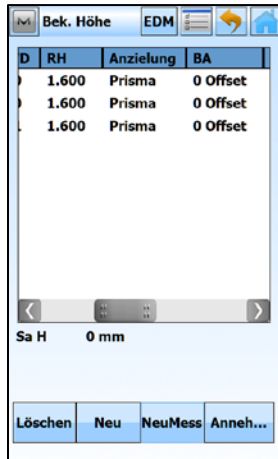 Bek. Höhe EDM
D RH Anzielung BA
1.600 Prisma 0 Offset
1.600 Prisma 0 Offset
1.600 Prisma 0 Offset
Sa H 0 mm
Löschen Neu NeuMess Anneh...